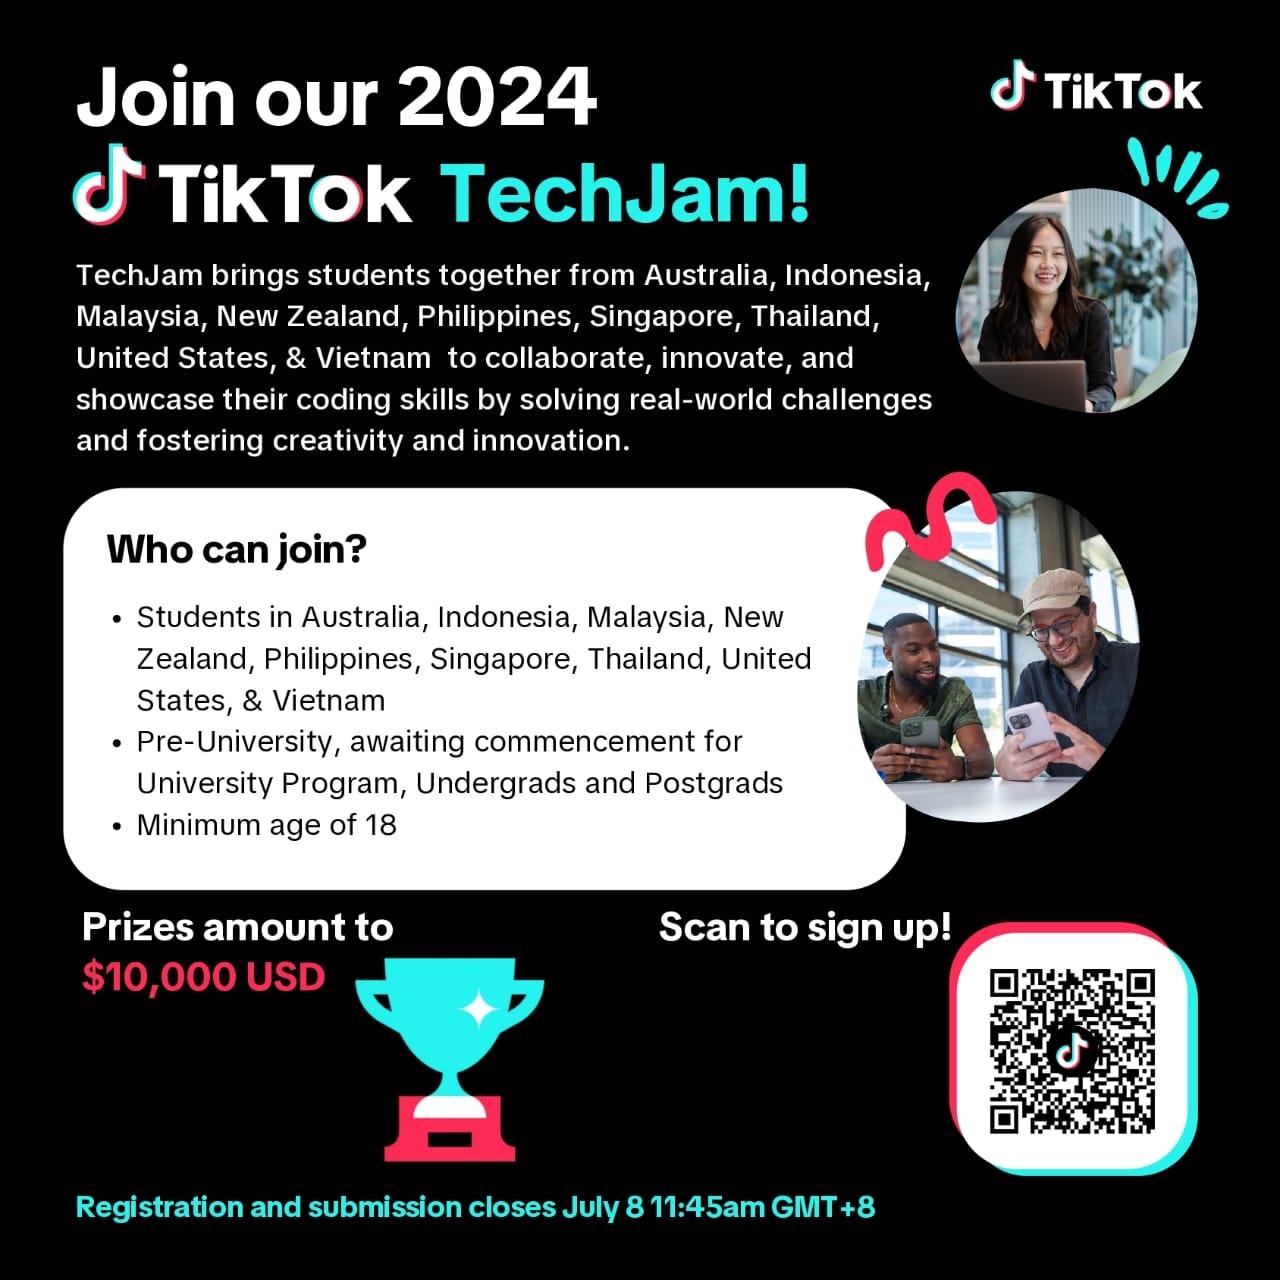 Join our 2024
TikTok
TikTok TechJam!
TechJam brings students together from Australia, Indonesia,
Malaysia, New Zealand, Philippines, Singapore, Thailand,
United States, & Vietnam to collaborate, innovate, and
showcase their coding skills by solving real-world challenges
and fostering creativity and innovation.
Who can join?
• Students in Australia, Indonesia, Malaysia, New
Zealand, Philippines, Singapore, Thailand, United
States, & Vietnam
• Pre-University, awaiting commencement for
University Program, Undergrads and Postgrads
• Minimum age of 18
Prizes amount to
$10,000 USD
Scan to sign up!
Registration and submission closes July 8 11:45am GMT+8